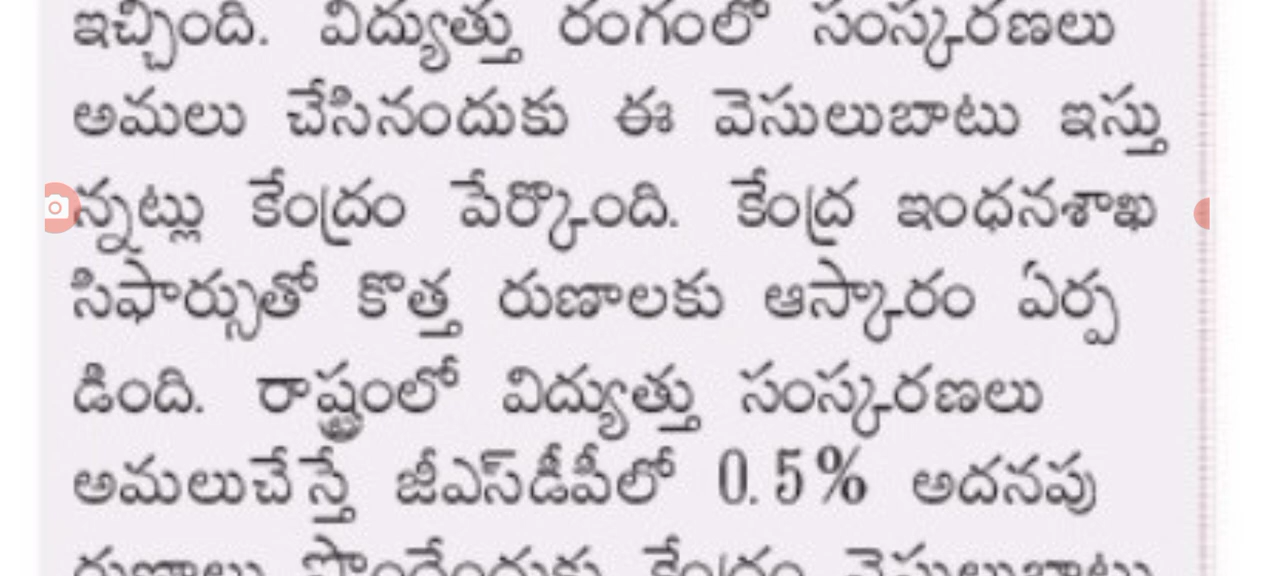 ఇచ్చింది. విద్యుత్తు రంగంలో సంస్కరణలు
అమలు చేసినందుకు ఈ వెసులుబాటు ఇస్తు
న్నట్లు కేంద్రం పేర్కొంది. కేంద్ర ఇంధనశాఖ
సిఫార్సుతో కొత్త రుణాలకు ఆస్కారం ఏర్ప
డింది. రాష్ట్రంలో విద్యుత్తు సంస్కరణలు
అమలుచేస్తే జీఎస్‌డీపీలో 0.5% అదనపు
రుణాలు పొందేందుకు కేంద్రం వెసులుబాటు